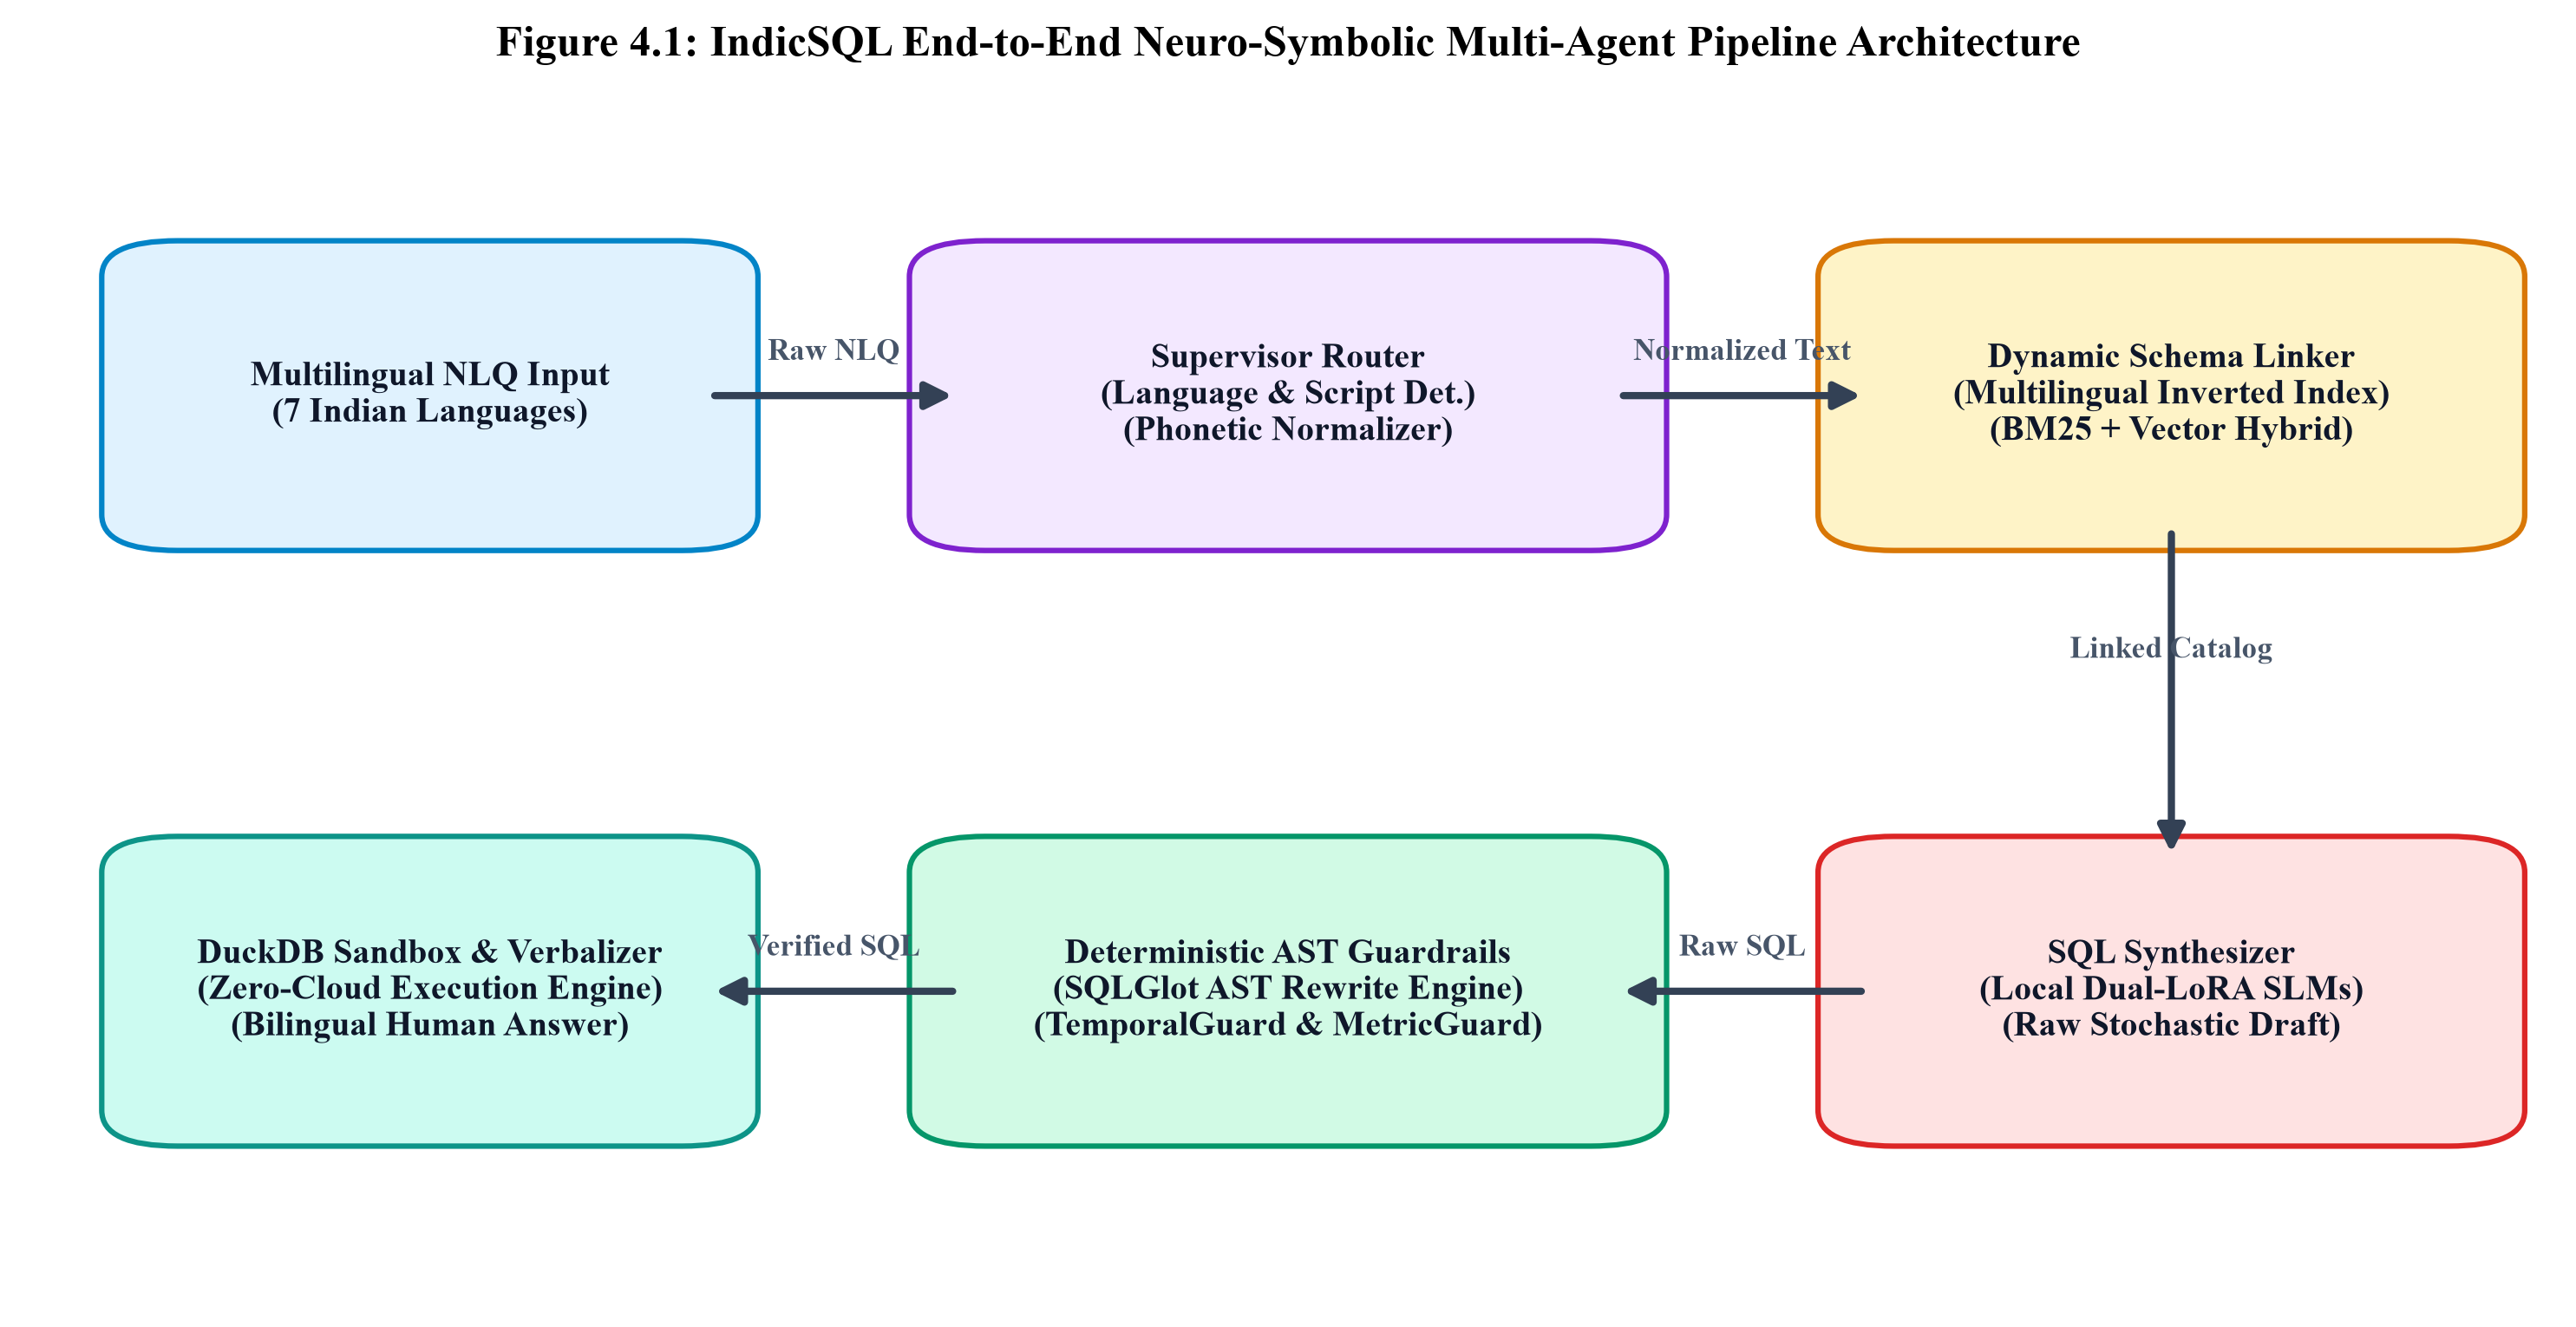 Figure 4.1: IndicSQL End-to-End Neuro-Symbolic Multi-Agent Pipeline Architecture
Multilingual NLQ Input
(7 Indian Languages)
Raw NLQ
Supervisor Router
(Language & Script Det.)
(Phonetic Normalizer)
Normalized Text
Dynamic Schema Linker
(Multilingual Inverted Index)
(BM25 + Vector Hybrid)
Linked Catalog
SQL Synthesizer
(Local Dual-LoRA SLMs)
(Raw Stochastic Draft)
Raw SQL
Deterministic AST Guardrails
(SQLGlot AST Rewrite Engine)
(TemporalGuard & MetricGuard)
Verified SQL
DuckDB Sandbox & Verbalizer
(Zero-Cloud Execution Engine)
(Bilingual Human Answer)